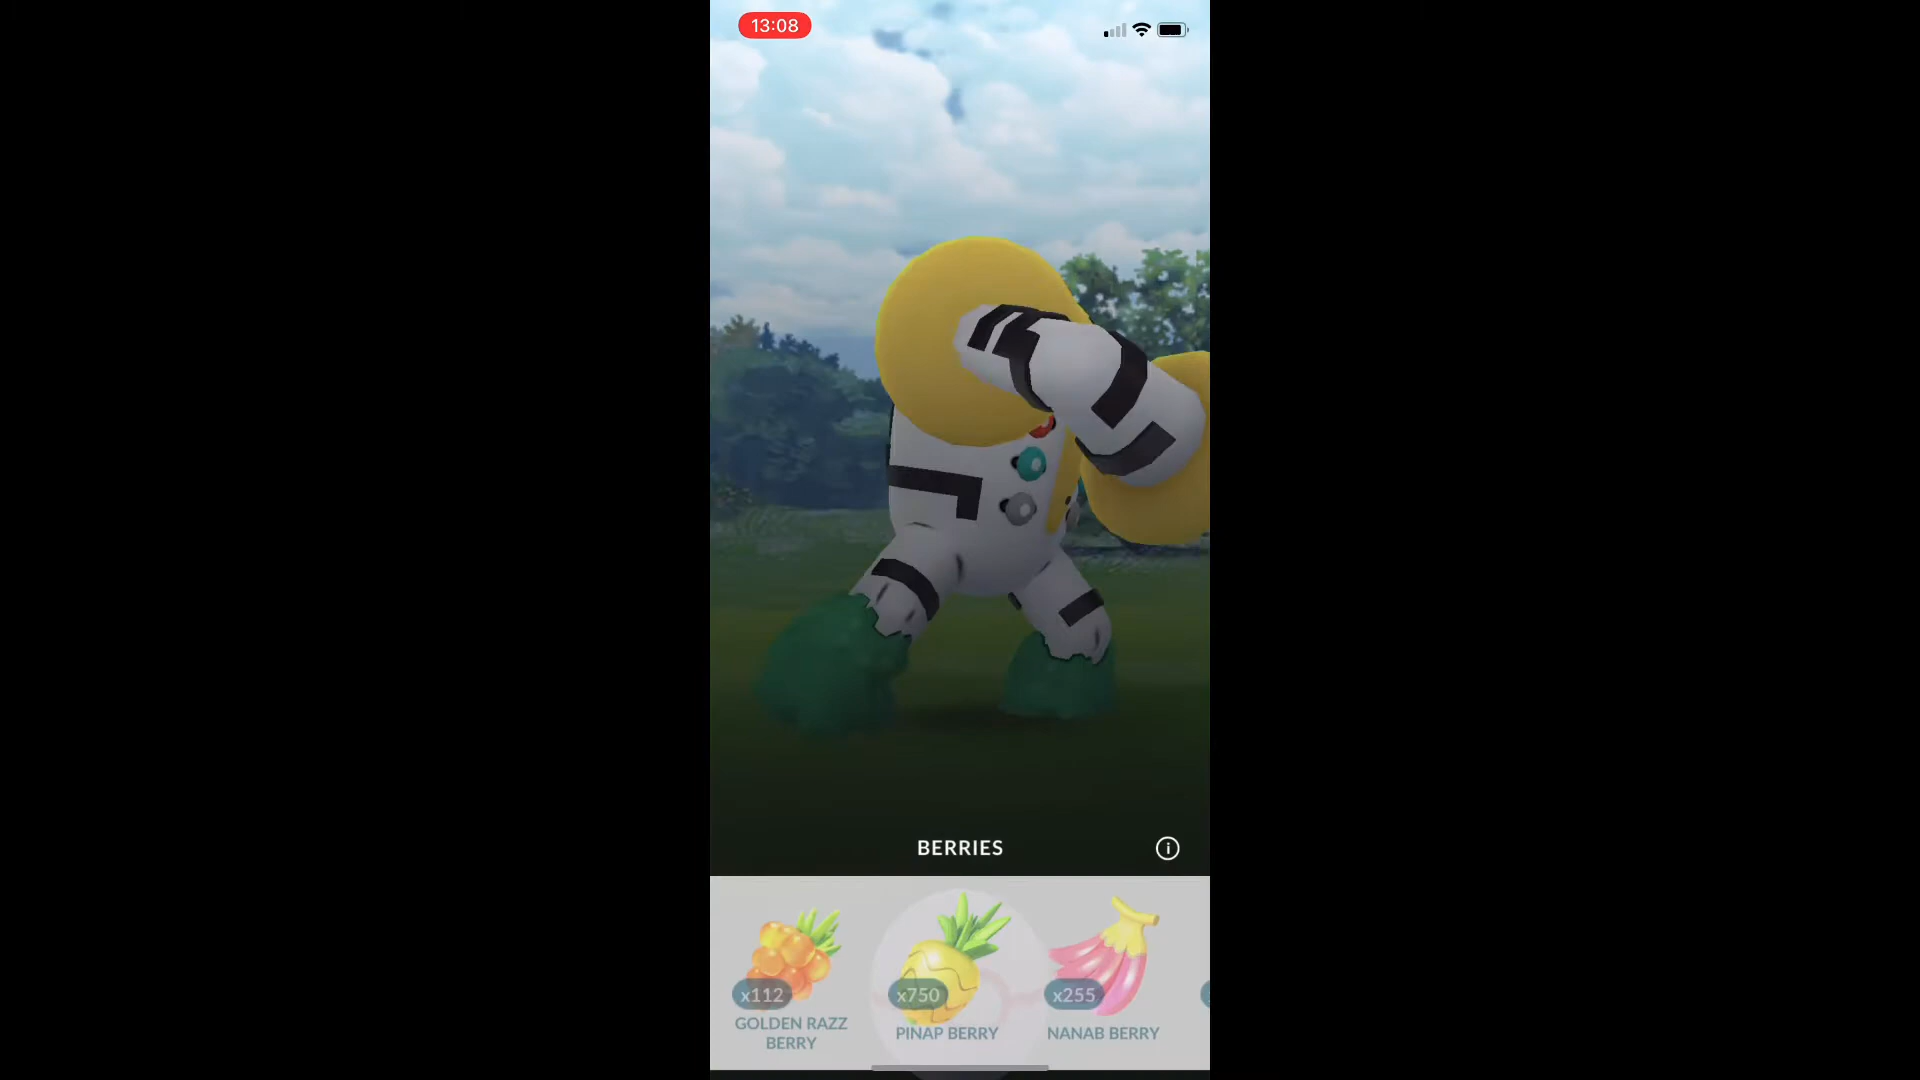 13:08
BERRIES
x112
x750
x255
GOLDEN RAZZ
BERRY
PINAP BERRY
NANAB BERRY